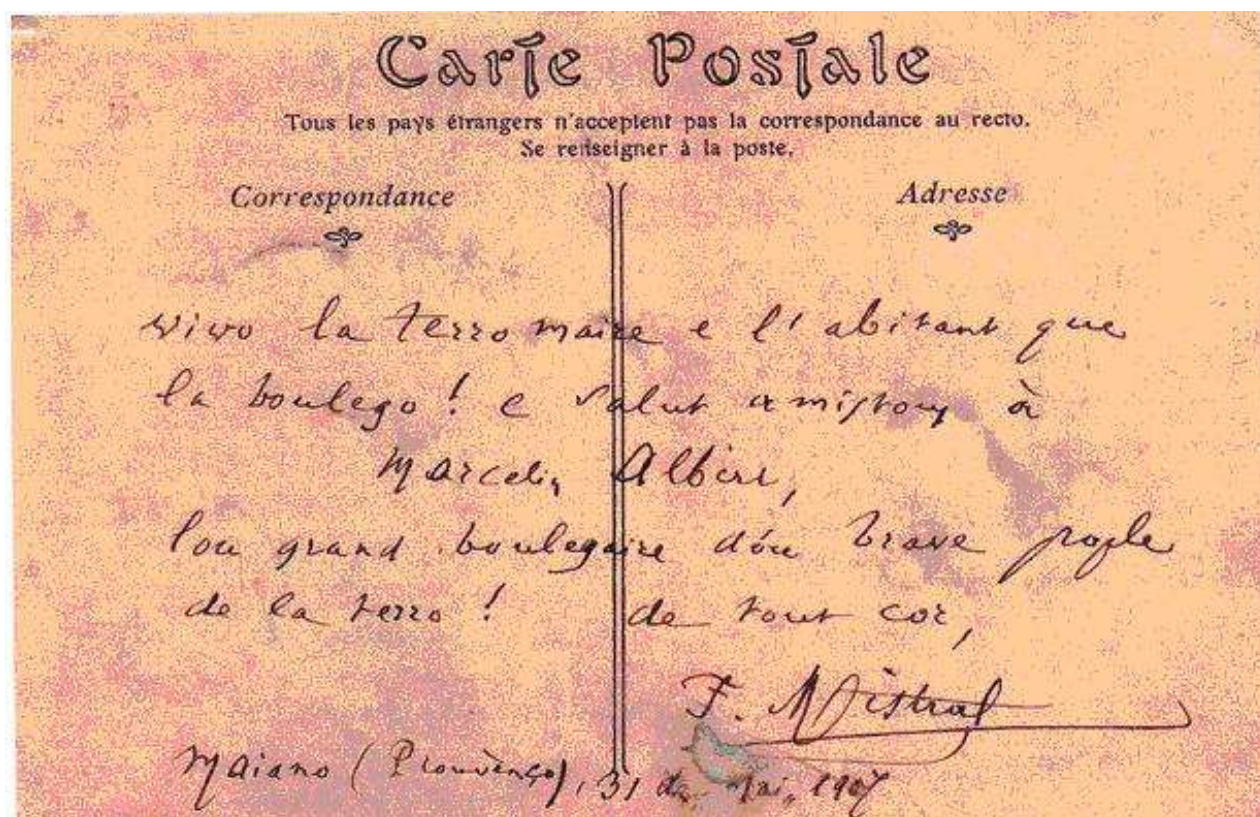 Carte Postale
Tous les pays étrangers n'acceptent pas la correspondance au recto.
Se renseigner à la poste.
Correspondance
Adresse
vivo la terro maire e l'abitant que
la boulego ! e salut amistous à
Marcelin Albert,
lou grand boulegaire dóu brave pople
de la terro ! de tout cor,
F. Mistral
Maiano (Prouvènço), 31 de Mai, 1907